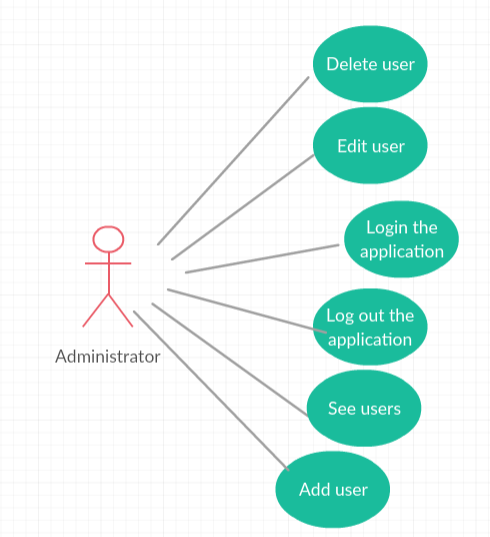 Delete user
Edit user
Login the
application
Log out the
application
Administrator
See users
Add user